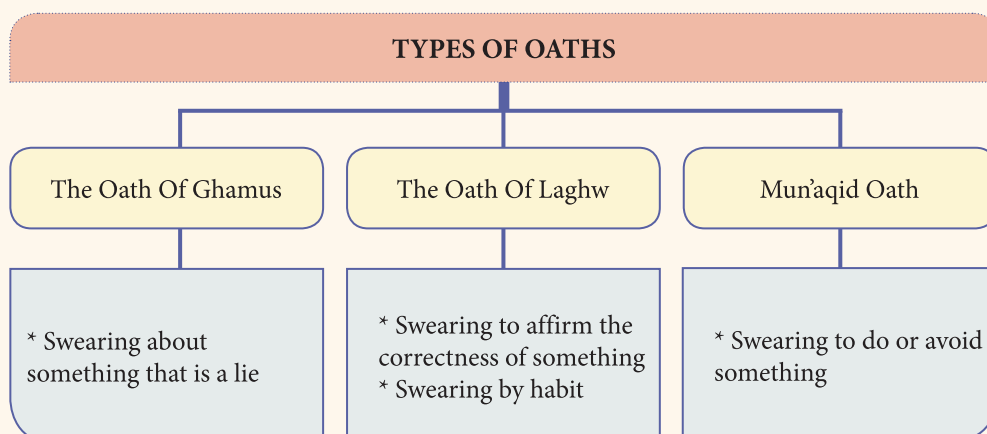 TYPES OF OATHS
The Oath Of Ghamus
The Oath Of Laghw
Mun’aqid Oath
* Swearing about
something that is a lie
* Swearing to affirm the
correctness of something
* Swearing by habit
* Swearing to do or avoid
something